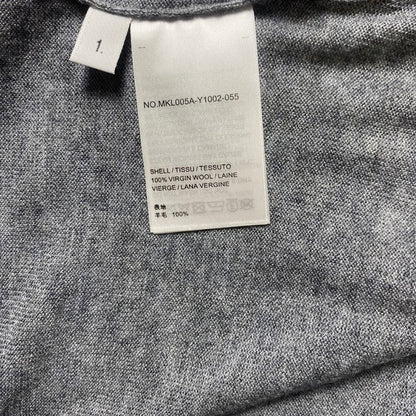 1.
NO.MKL005A-Y1002-055
SHELL / TISSU / TESSUTO
100% VIRGIN WOOL / LAINE
VIERGE / LANA VERGINE
表地
羊毛 100%